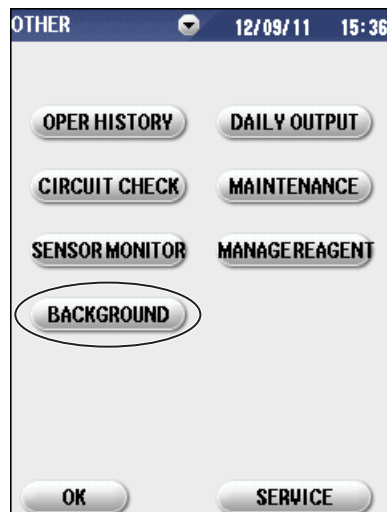 OTHER 12/09/11 15:36
OPER HISTORY DAILY OUTPUT
CIRCUIT CHECK MAINTENANCE
SENSOR MONITOR MANAGE REAGENT
BACKGROUND
OK SERVICE